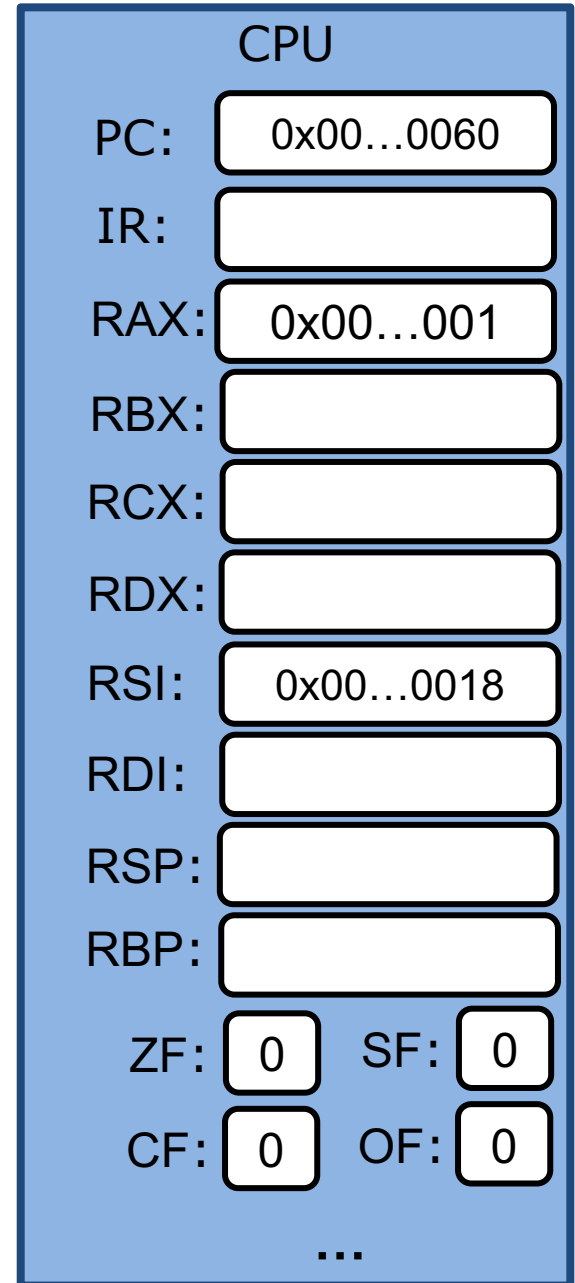 CPU
PC: 0x00…0060
IR:
RAX: 0x00…001
RBX:
RCX:
RDX:
RSI: 0x00…0018
RDI:
RSP:
RBP:
ZF: 0 SF: 0
CF: 0 OF: 0
…